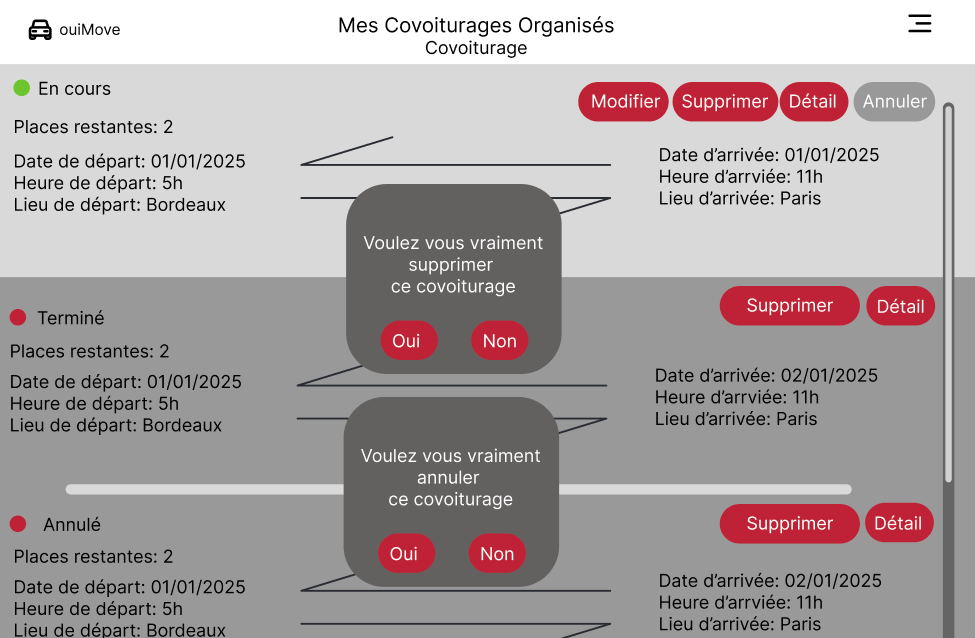 ouiMove
Mes Covoiturages Organisés
Covoiturage
En cours
Modifier
Supprimer
Détail
Annuler
Places restantes: 2
Date de départ: 01/01/2025
Heure de départ: 5h
Lieu de départ: Bordeaux
Date d’arrivée: 01/01/2025
Heure d’arrviée: 11h
Lieu d’arrivée: Paris
Voulez vous vraiment
supprimer
ce covoiturage
Oui
Non
Terminé
Supprimer
Détail
Places restantes: 2
Date de départ: 01/01/2025
Heure de départ: 5h
Lieu de départ: Bordeaux
Date d’arrivée: 02/01/2025
Heure d’arrviée: 11h
Lieu d’arrivée: Paris
Voulez vous vraiment
annuler
ce covoiturage
Oui
Non
Annulé
Supprimer
Détail
Places restantes: 2
Date de départ: 01/01/2025
Heure de départ: 5h
Lieu de départ: Bordeaux
Date d’arrivée: 02/01/2025
Heure d’arrviée: 11h
Lieu d’arrivée: Paris